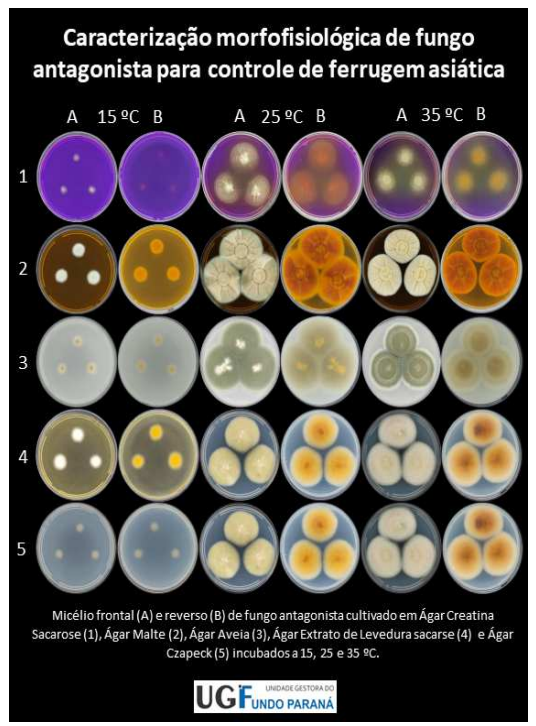 Caracterização morfofisiológica de fungo
antagonista para controle de ferrugem asiática
A 15 ºC B A 25 ºC B A 35 ºC B
1
2
3
4
5
Micélio frontal (A) e reverso (B) de fungo antagonista cultivado em Ágar Creatina
Sacarose (1), Ágar Malte (2), Ágar Aveia (3), Ágar Extrato de Levedura sacarse (4) e Ágar
Czapeck (5) incubados a 15, 25 e 35 ºC.
UGF UNIDADE GESTORA DO
FUNDO PARANÁ